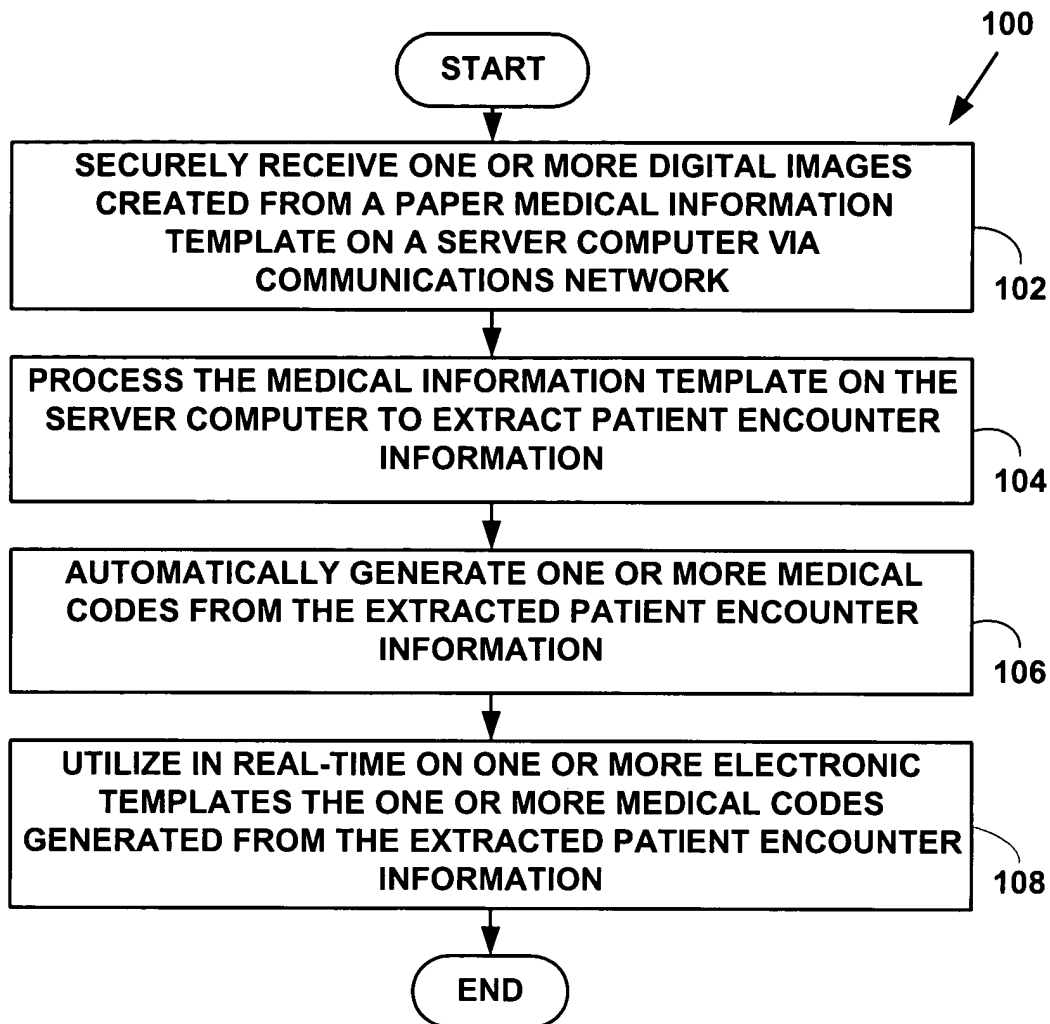 100
START
SECURELY RECEIVE ONE OR MORE DIGITAL IMAGES
CREATED FROM A PAPER MEDICAL INFORMATION
TEMPLATE ON A SERVER COMPUTER VIA
COMMUNICATIONS NETWORK
102
PROCESS THE MEDICAL INFORMATION TEMPLATE ON THE
SERVER COMPUTER TO EXTRACT PATIENT ENCOUNTER
INFORMATION
104
AUTOMATICALLY GENERATE ONE OR MORE MEDICAL
CODES FROM THE EXTRACTED PATIENT ENCOUNTER
INFORMATION
106
UTILIZE IN REAL-TIME ON ONE OR MORE ELECTRONIC
TEMPLATES THE ONE OR MORE MEDICAL CODES
GENERATED FROM THE EXTRACTED PATIENT ENCOUNTER
INFORMATION
108
END